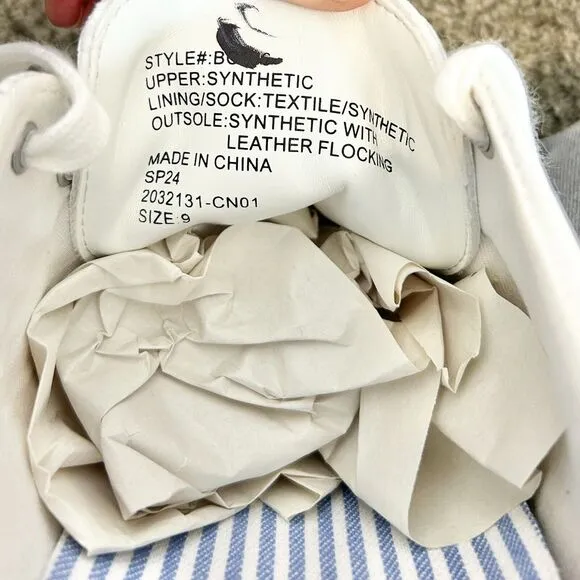 STYLE#:
UPPER:SYNTHETIC
LINING/SOCK:TEXTILE/SYNTHETIC
OUTSOLE:SYNTHETIC WITH
LEATHER FLOCKING
MADE IN CHINA
SP24
2032131-CN01
SIZE:9